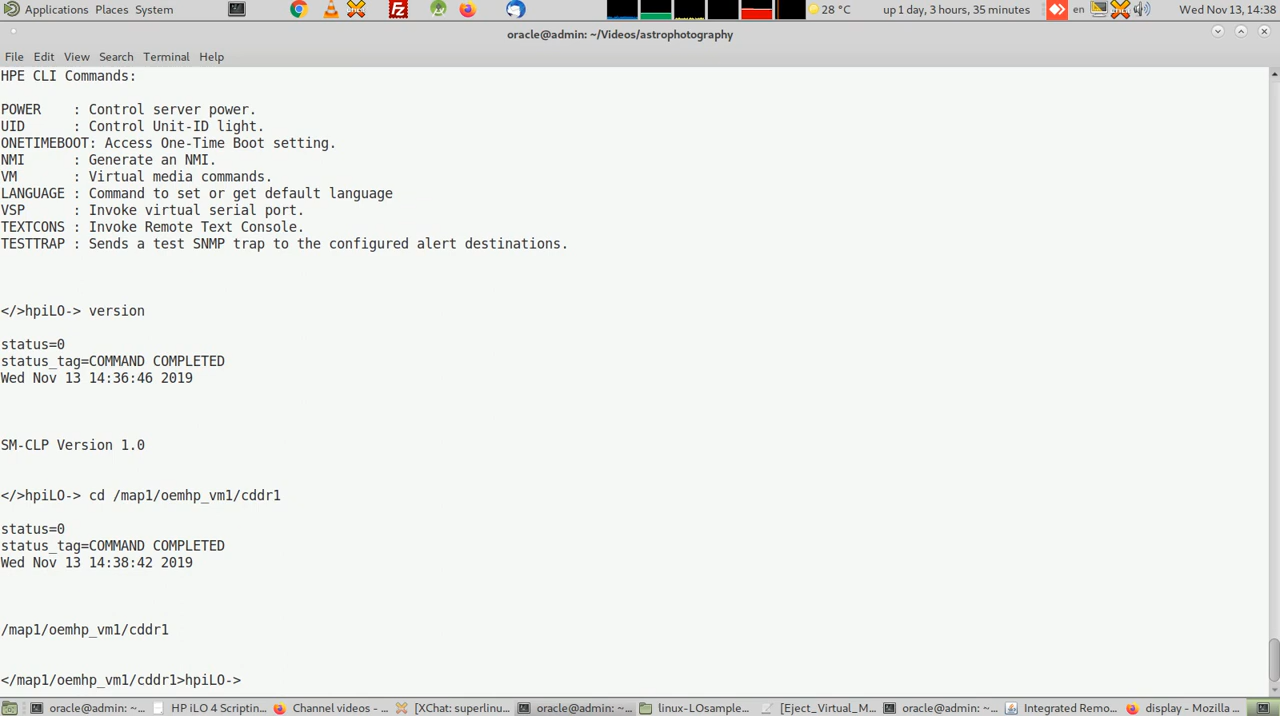 Applications Places System 28 °C up 1 day, 3 hours, 35 minutes en Wed Nov 13, 14:38
oracle@admin: ~/Videos/astrophotography
File Edit View Search Terminal Help
HPE CLI Commands:
POWER : Control server power.
UID : Control Unit-ID light.
ONETIMEBOOT: Access One-Time Boot setting.
NMI : Generate an NMI.
VM : Virtual media commands.
LANGUAGE : Command to set or get default language
VSP : Invoke virtual serial port.
TEXTCONS : Invoke Remote Text Console.
TESTTRAP : Sends a test SNMP trap to the configured alert destinations.
</>hpiLO-> version
status=0
status_tag=COMMAND COMPLETED
Wed Nov 13 14:36:46 2019
SM-CLP Version 1.0
</>hpiLO-> cd /map1/oemhp_vm1/cddr1
status=0
status_tag=COMMAND COMPLETED
Wed Nov 13 14:38:42 2019
/map1/oemhp_vm1/cddr1
</map1/oemhp_vm1/cddr1>hpiLO->
oracle@admin: ~... HP iLO 4 Scriptin... Channel videos - ... [XChat: superlinu... oracle@admin: ~... linux-LOsample... [Eject_Virtual_M... oracle@admin: ~... Integrated Remo... display - Mozilla ...